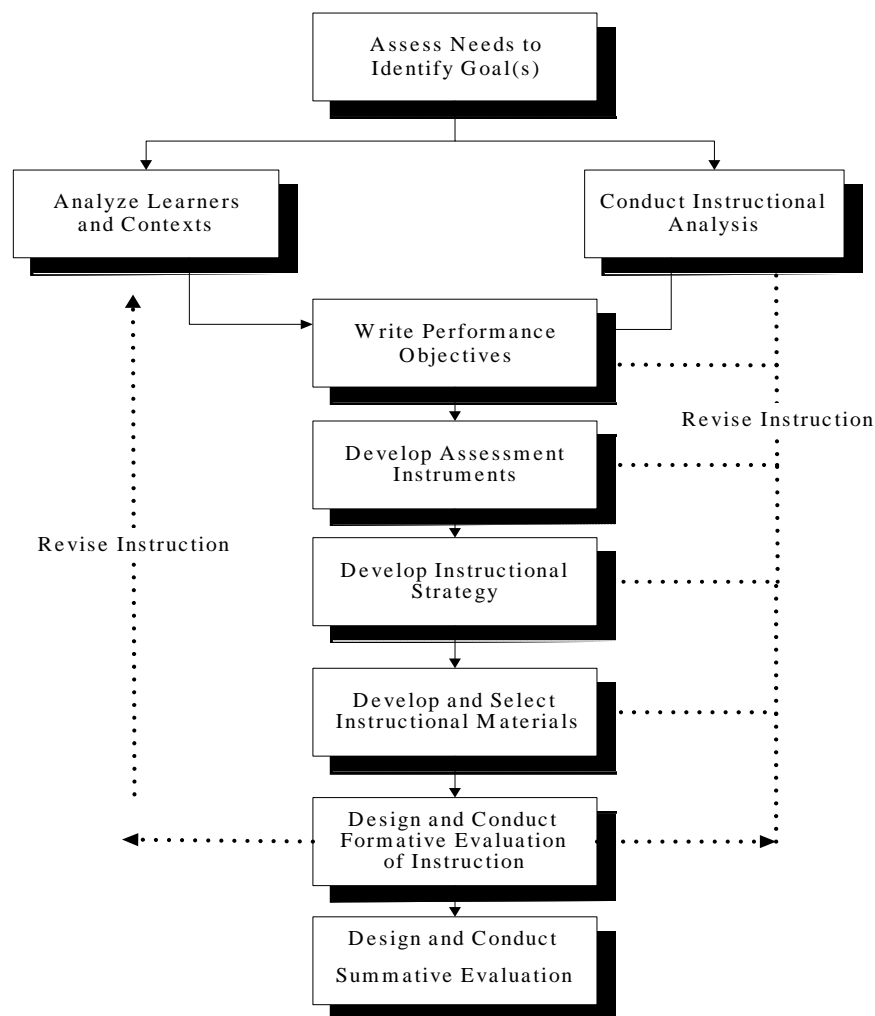 Assess Needs to
Identify Goal(s)
Analyze Learners
and Contexts
Conduct Instructional
Analysis
Write Performance
Objectives
Revise Instruction
Develop Assessment
Instruments
Revise Instruction
Develop Instructional
Strategy
Develop and Select
Instructional Materials
Design and Conduct
Formative Evaluation
of Instruction
Design and Conduct
Summative Evaluation